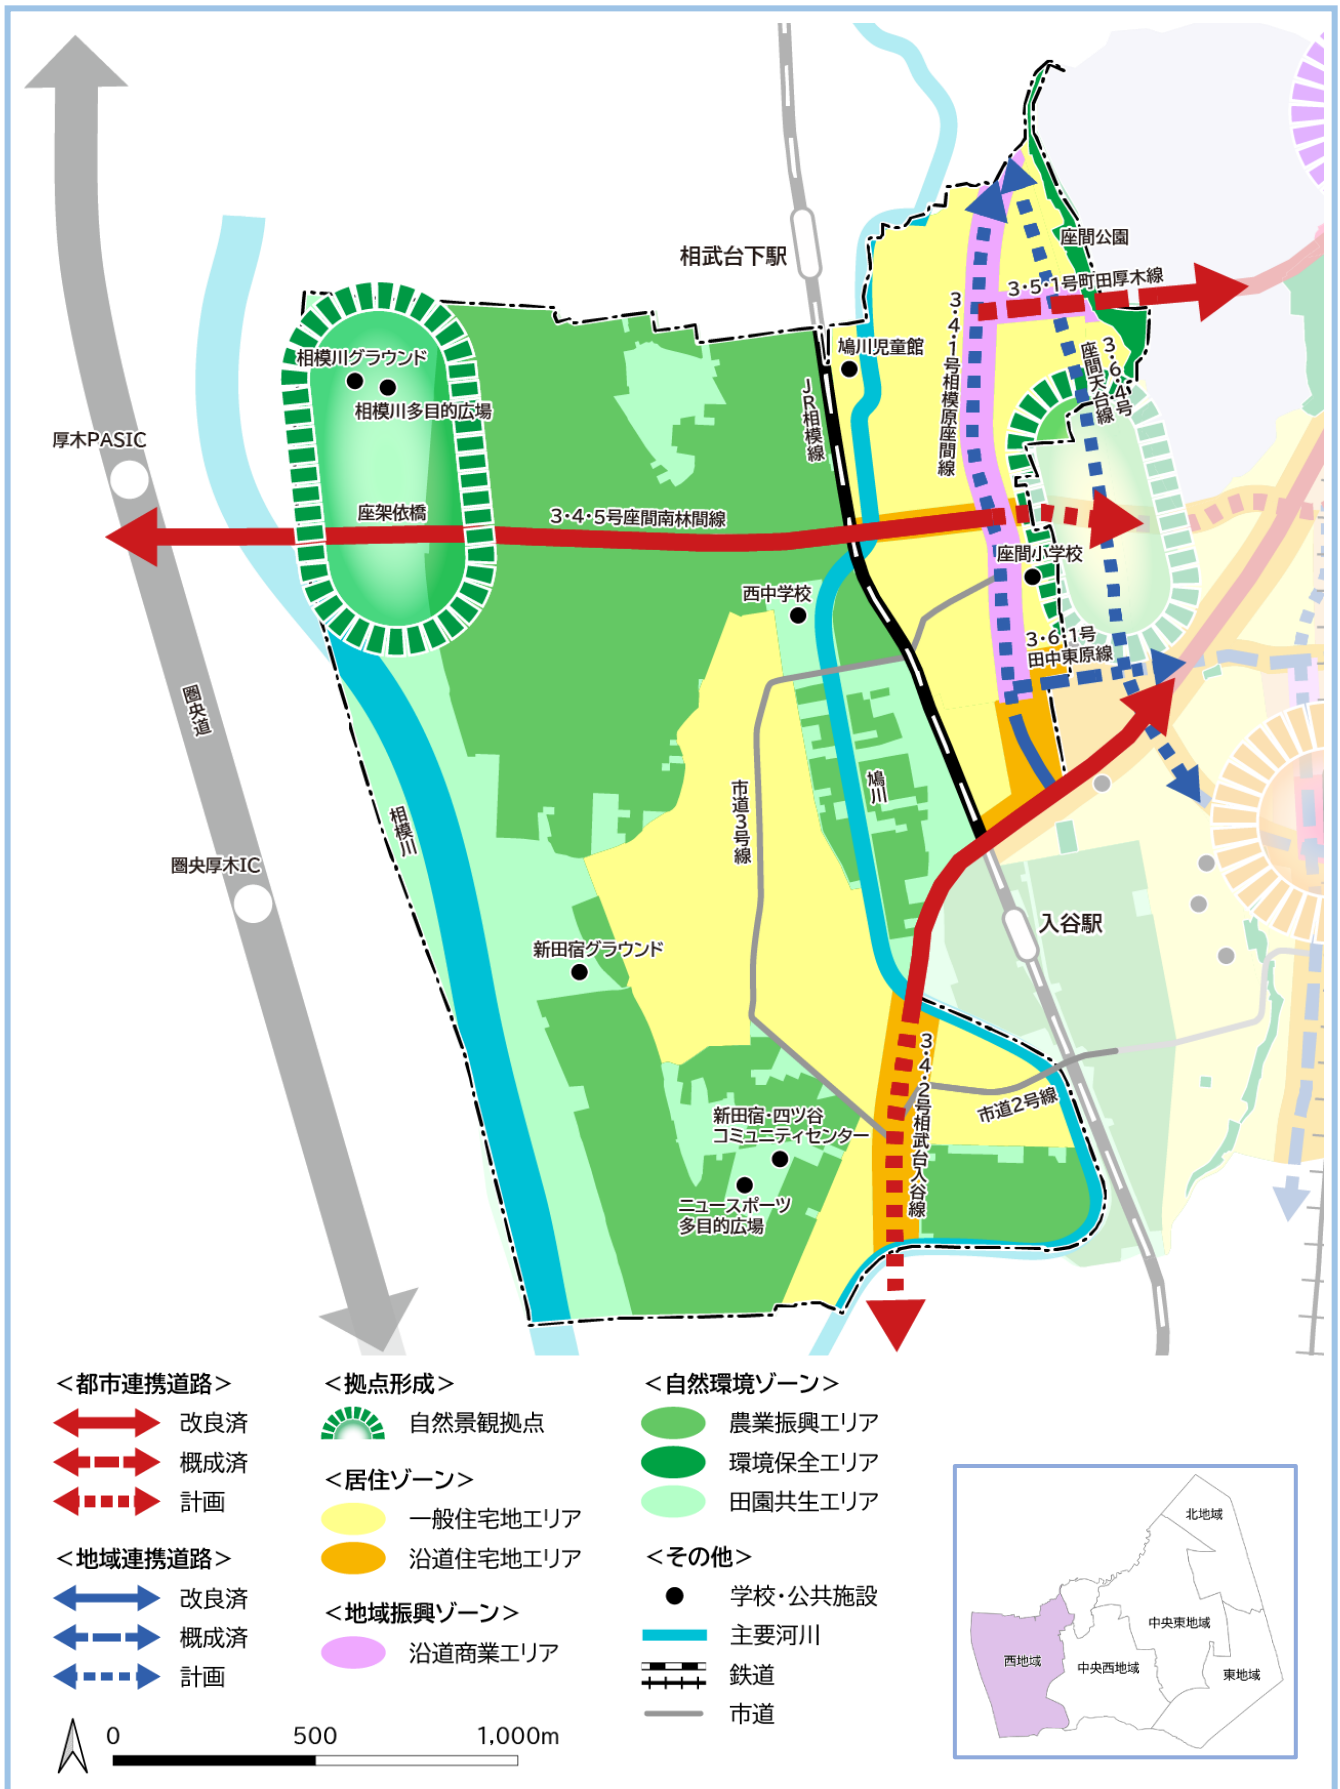 相武台下駅
座間公園
3・5・1号町田厚木線
3・4・1号相模原座間線
3・6・4号
座間天台線
鳩川児童館
JR相模線
相模川グラウンド
相模川多目的広場
厚木PASIC
座架依橋
3・4・5号座間南林間線
座間小学校
西中学校
3・6・1号
田中東原線
圏央道
鳩川
市道3号線
相模川
圏央厚木IC
入谷駅
新田宿グラウンド
3・4・2号相武台入谷線
市道2号線
新田宿・四ツ谷
コミュニティセンター
ニュースポーツ
多目的広場
＜都市連携道路＞
改良済
概成済
計画
＜地域連携道路＞
改良済
概成済
計画
＜拠点形成＞
自然景観拠点
＜居住ゾーン＞
一般住宅地エリア
沿道住宅地エリア
＜地域振興ゾーン＞
沿道商業エリア
＜自然環境ゾーン＞
農業振興エリア
環境保全エリア
田園共生エリア
＜その他＞
学校・公共施設
主要河川
鉄道
市道
0 500 1,000m
北地域
中央東地域
西地域
中央西地域
東地域